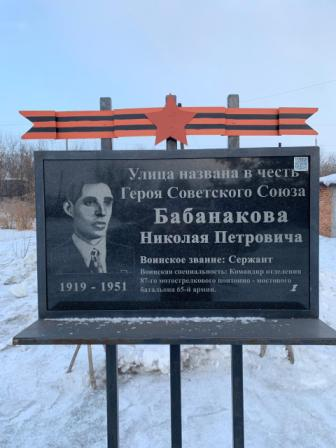 Улица названа в честь
Героя Советского Союза
Бабанакова
Николая Петровича
Воинское звание: Сержант
Воинская специальность: Командир отделения
87-го мотострелкового понтонно - мостового
батальона 65-й армии.
1919 - 1951